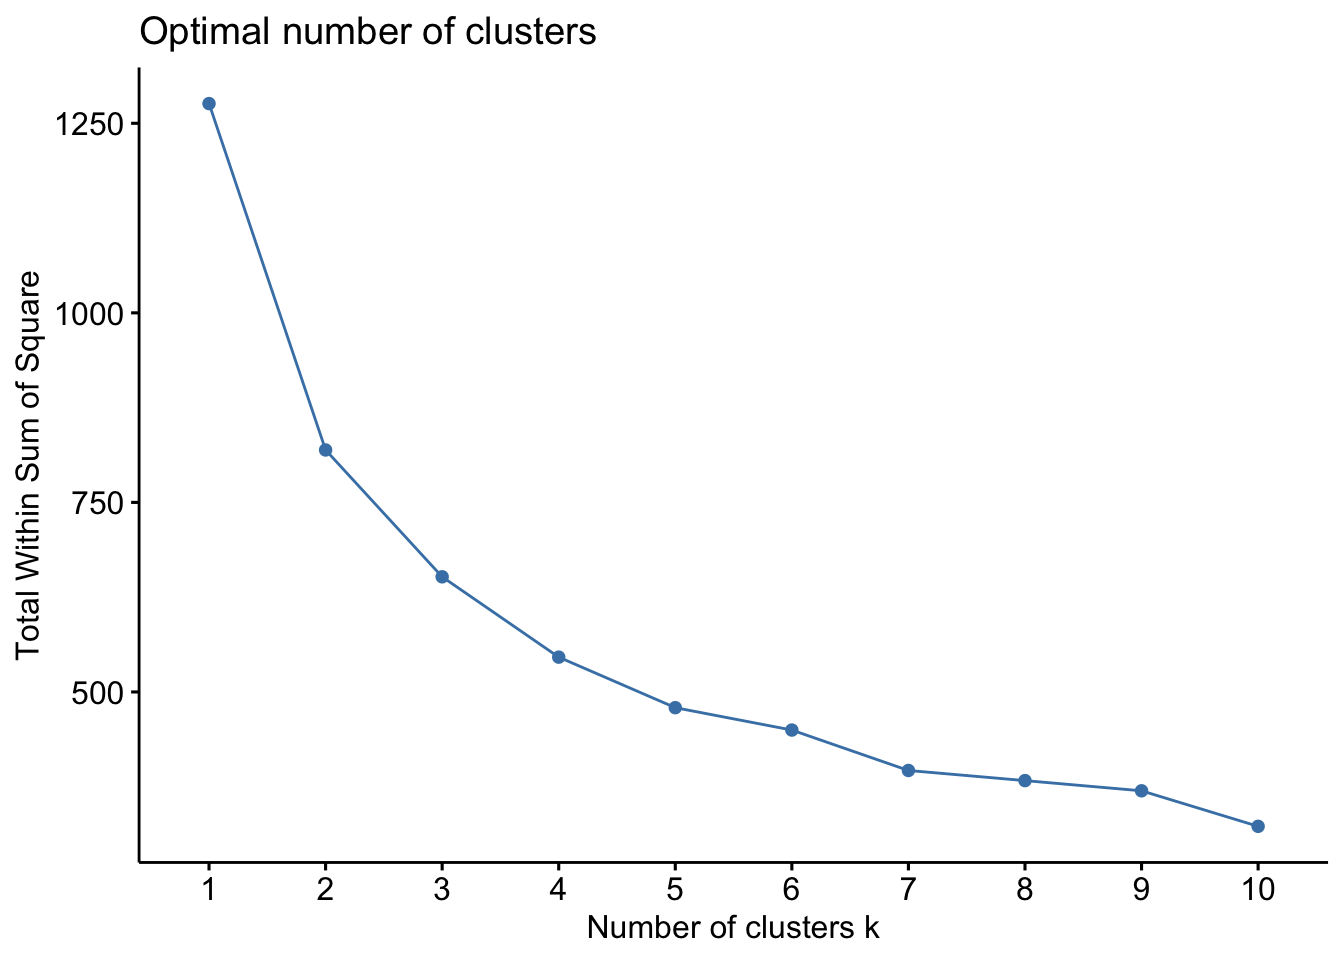 Optimal number of clusters
Total Within Sum of Square
1250
1000
750
500
1 2 3 4 5 6 7 8 9 10
Number of clusters k